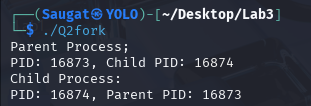 ┌──(Saugat㉿YOLO)-[~/Desktop/Lab3]
└─$ ./Q2fork
Parent Process;
PID: 16873, Child PID: 16874
Child Process:
PID: 16874, Parent PID: 16873